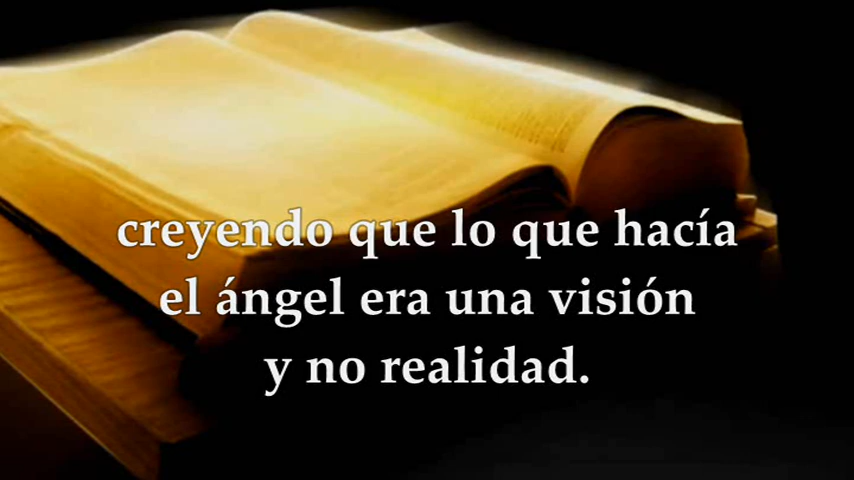 creyendo que lo que hacía
el ángel era una visión
y no realidad.